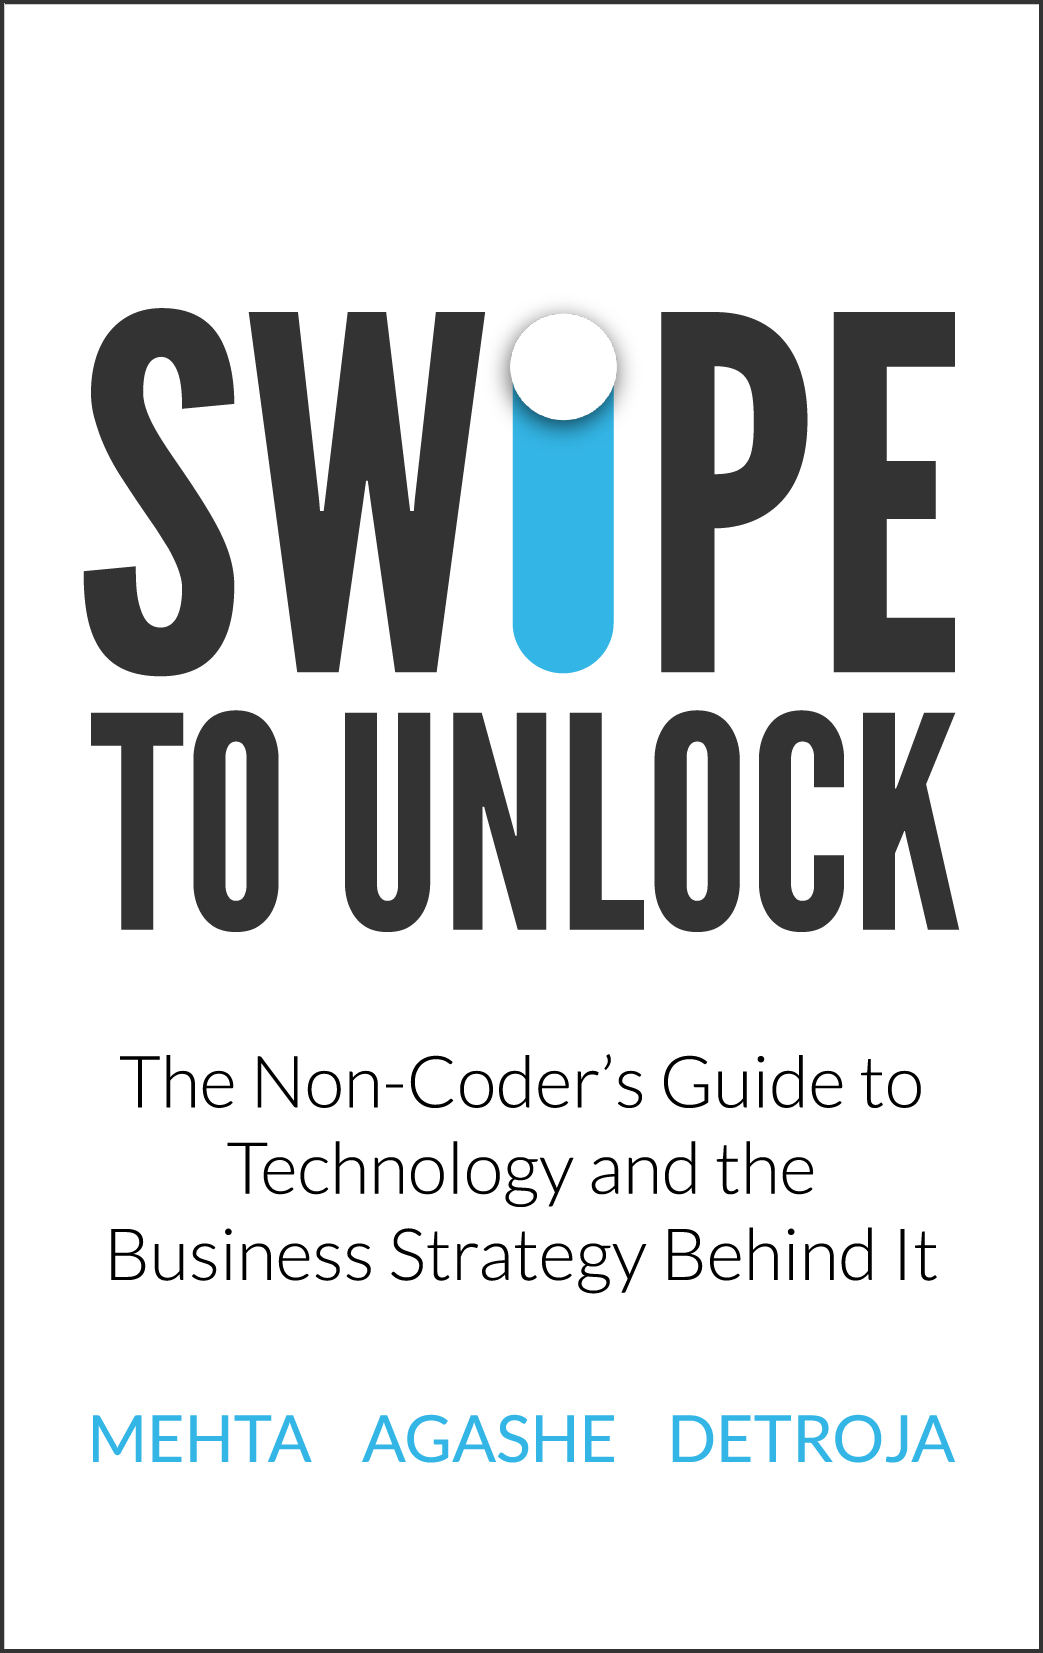 SWiPE
TO UNLOCK
The Non-Coder’s Guide to
Technology and the
Business Strategy Behind It
MEHTA AGASHE DETROJA